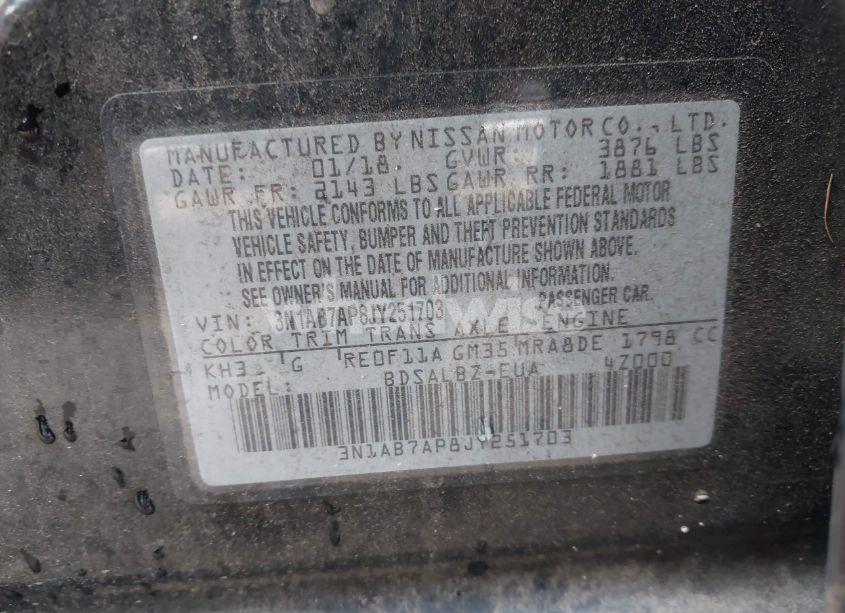 MANUFACTURED BY NISSAN MOTOR CO., LTD.
DATE: 01/18 GVWR: 3876 LBS
GAWR FR: 2143 LBS GAWR RR: 1881 LBS
THIS VEHICLE CONFORMS TO ALL APPLICABLE FEDERAL MOTOR
VEHICLE SAFETY, BUMPER AND THEFT PREVENTION STANDARDS
IN EFFECT ON THE DATE OF MANUFACTURE SHOWN ABOVE.
SEE OWNER'S MANUAL FOR ADDITIONAL INFORMATION.
VIN: 3N1AB7AP8JY251703 PASSENGER CAR.
COLOR TRIM TRANS AXLE ENGINE
KH3 G RE0F11A GM35 MRA8DE 1798 CC
MODEL: BDSALBZ-EUA 4Z000
3N1AB7AP8JY251703